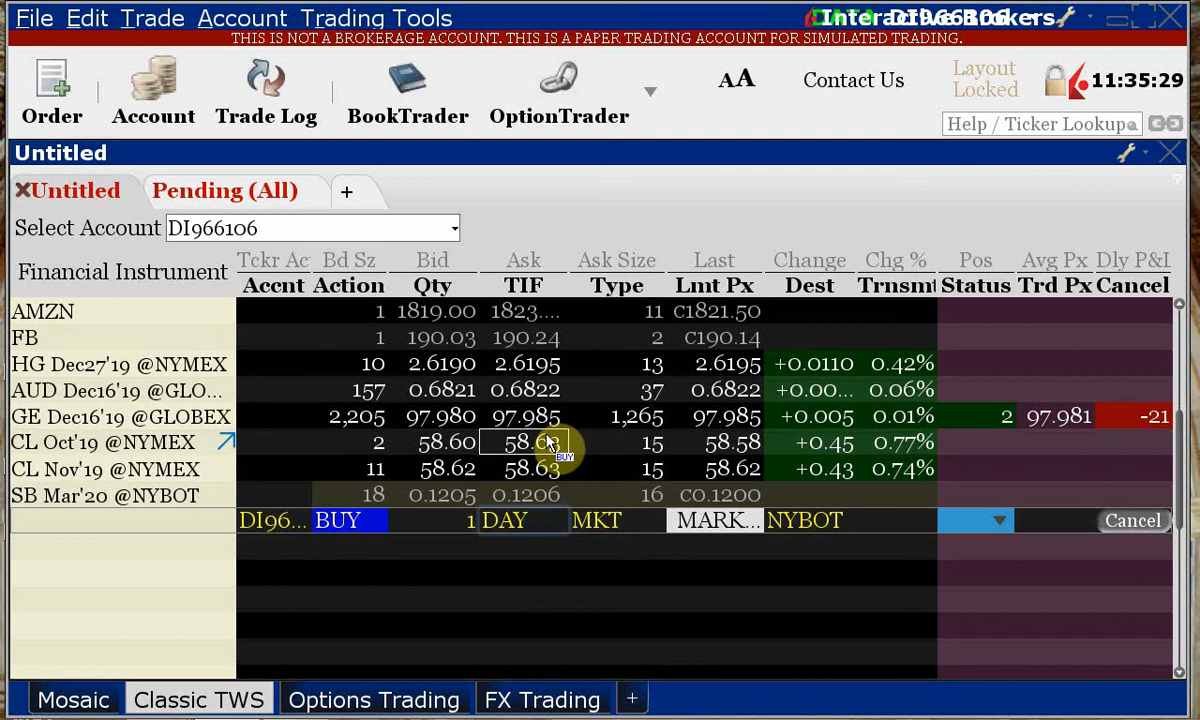 File Edit Trade Account Trading Tools Interactive Brokers
THIS IS NOT A BROKERAGE ACCOUNT. THIS IS A PAPER TRADING ACCOUNT FOR SIMULATED TRADING.
Order Account Trade Log BookTrader OptionTrader AA Contact Us Layout Locked 11:35:29
Help / Ticker Lookup
Untitled
Untitled Pending (All) +
Select Account DI966106
Tckr Ac Bd Sz Bid Ask Ask Size Last Change Chg % Pos Avg Px Dly P&L
Financial Instrument Accnt Action Qty TIF Type Lmt Px Dest Trnsmt Status Trd Px Cancel
AMZN 1 1819.00 1823.... 11 C1821.50
FB 1 190.03 190.24 2 C190.14
HG Dec27'19 @NYMEX 10 2.6190 2.6195 13 2.6195 +0.0110 0.42%
AUD Dec16'19 @GLO... 157 0.6821 0.6822 37 0.6822 +0.00... 0.06%
GE Dec16'19 @GLOBEX 2,205 97.980 97.985 1,265 97.985 +0.005 0.01% 2 97.981 -21
CL Oct'19 @NYMEX 2 58.60 58.63 15 58.58 +0.45 0.77%
BUY
CL Nov'19 @NYMEX 11 58.62 58.63 15 58.62 +0.43 0.74%
SB Mar'20 @NYBOT 18 0.1205 0.1206 16 C0.1200
DI96... BUY 1 DAY MKT MARK... NYBOT Cancel
Mosaic Classic TWS Options Trading FX Trading +